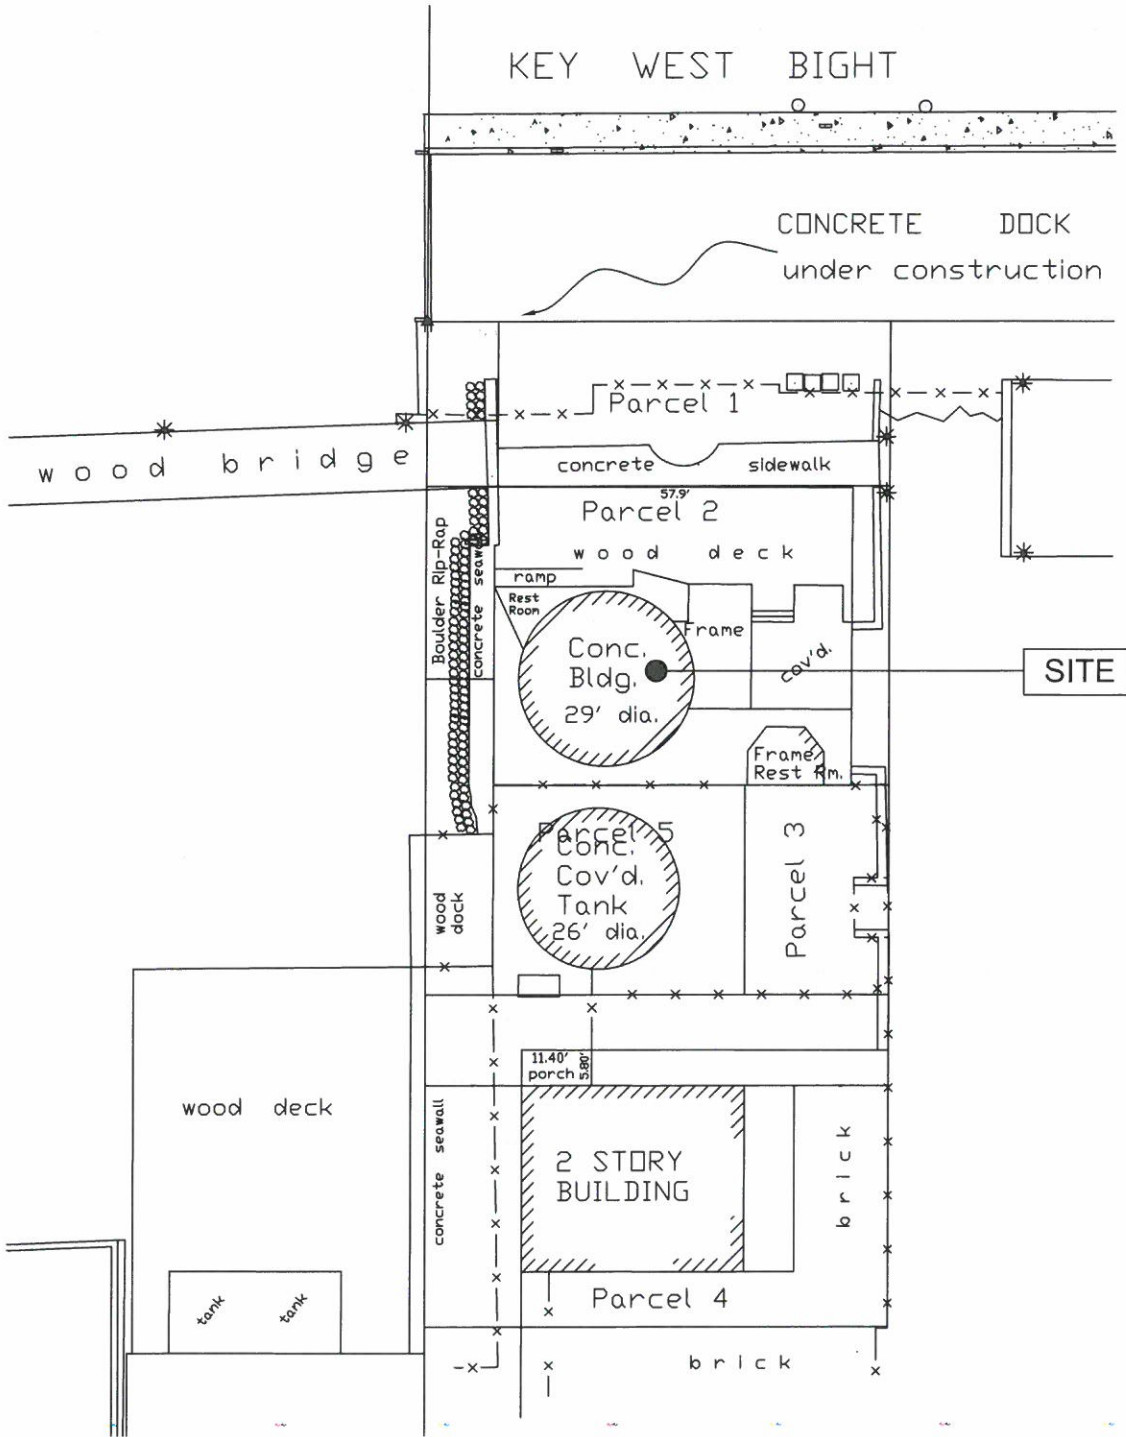 KEY WEST BIGHT
CONCRETE DOCK
under construction
Parcel 1
wood bridge
concrete sidewalk
57.9'
Parcel 2
wood deck
Boulder Rip-Rap
concrete seawall
ramp
Rest
Room
Frame
cov'd.
Conc.
Bldg.
29' dia.
SITE
Frame
Rest Rm.
Parcel 5
Conc.
Cov'd.
Tank
26' dia.
Parcel 3
wood
dock
11.40'
porch
5.80'
wood deck
concrete seawall
2 STORY
BUILDING
brick
tank
tank
Parcel 4
brick